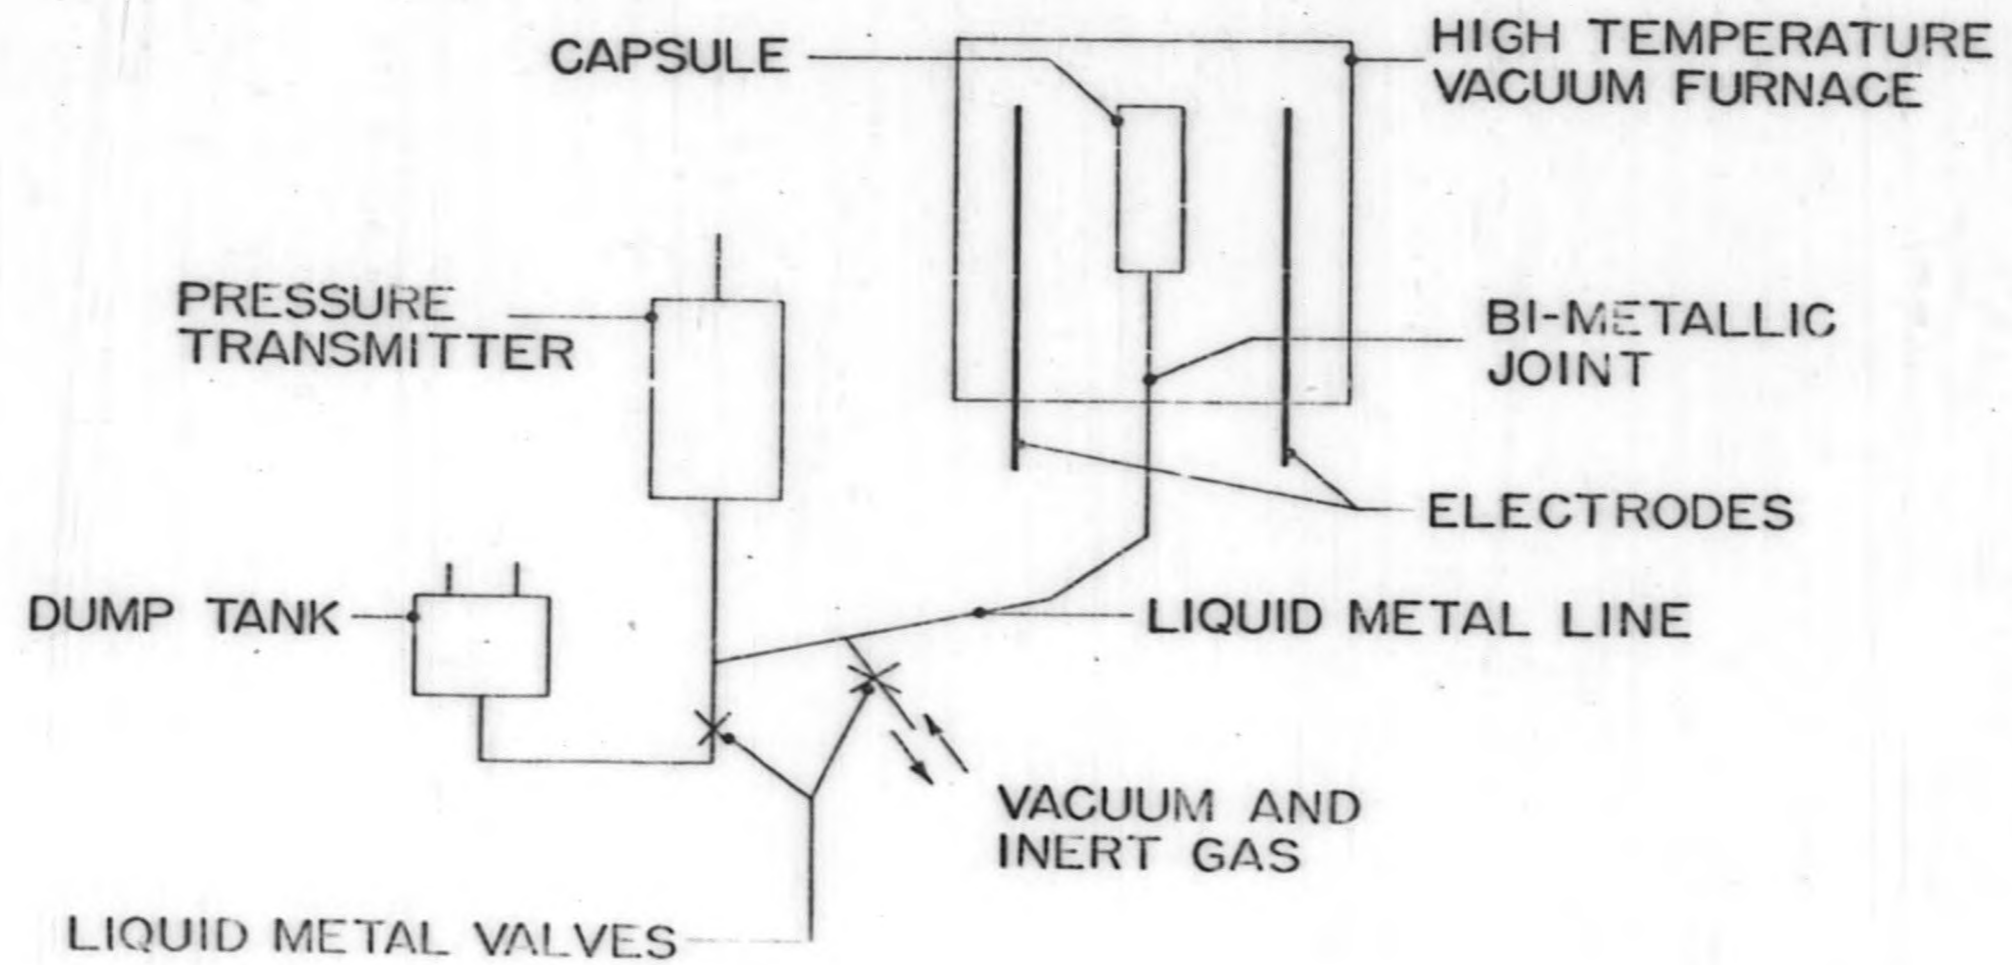 CAPSULE
HIGH TEMPERATURE
VACUUM FURNACE
PRESSURE
TRANSMITTER
BI-METALLIC
JOINT
ELECTRODES
DUMP TANK
LIQUID METAL LINE
VACUUM AND
INERT GAS
LIQUID METAL VALVES